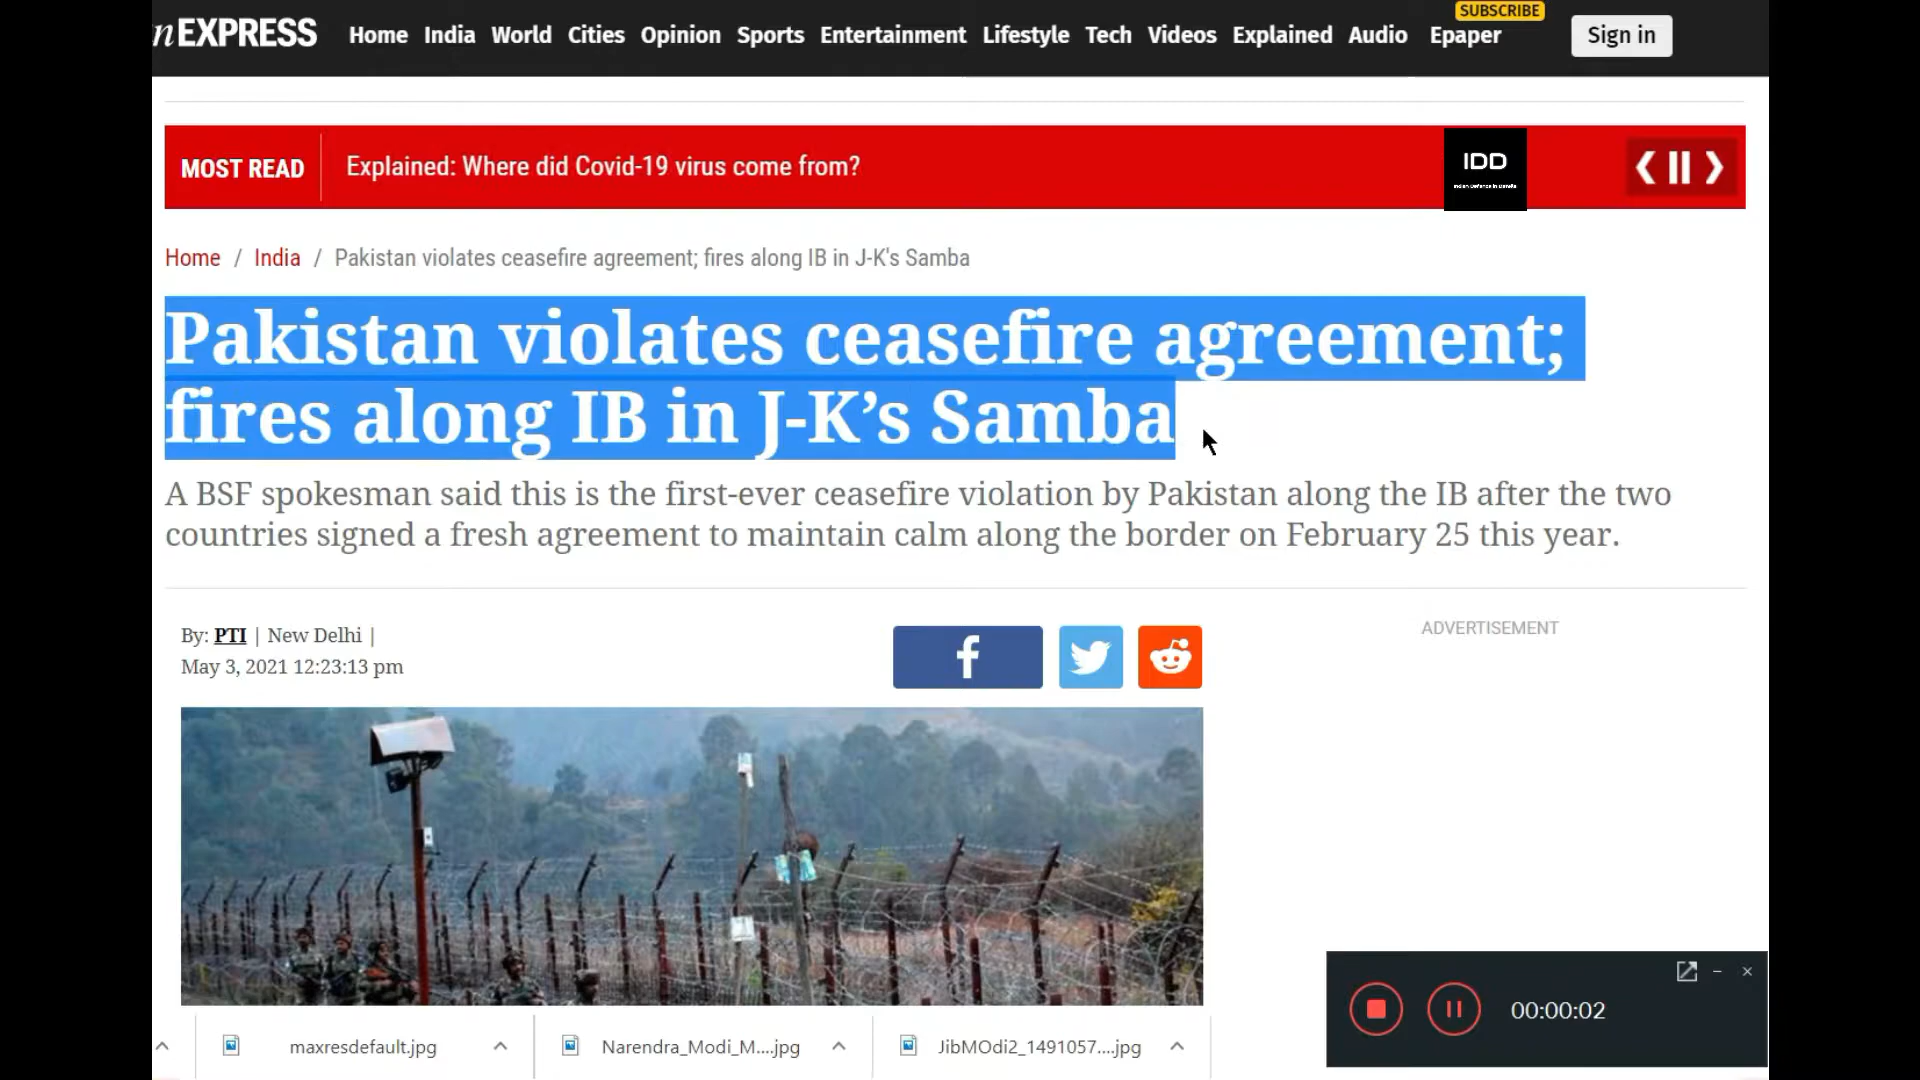 n EXPRESS
Home India World Cities Opinion Sports Entertainment Lifestyle Tech Videos Explained Audio Epaper
SUBSCRIBE
Sign in
MOST READ
Explained: Where did Covid-19 virus come from?
IDD
Indian Defence in Details
Home / India / Pakistan violates ceasefire agreement; fires along IB in J-K's Samba
Pakistan violates ceasefire agreement;
fires along IB in J-K’s Samba
A BSF spokesman said this is the first-ever ceasefire violation by Pakistan along the IB after the two
countries signed a fresh agreement to maintain calm along the border on February 25 this year.
By: PTI | New Delhi |
May 3, 2021 12:23:13 pm
ADVERTISEMENT
00:00:02
maxresdefault.jpg
Narendra_Modi_M....jpg
JibMOdi2_1491057....jpg